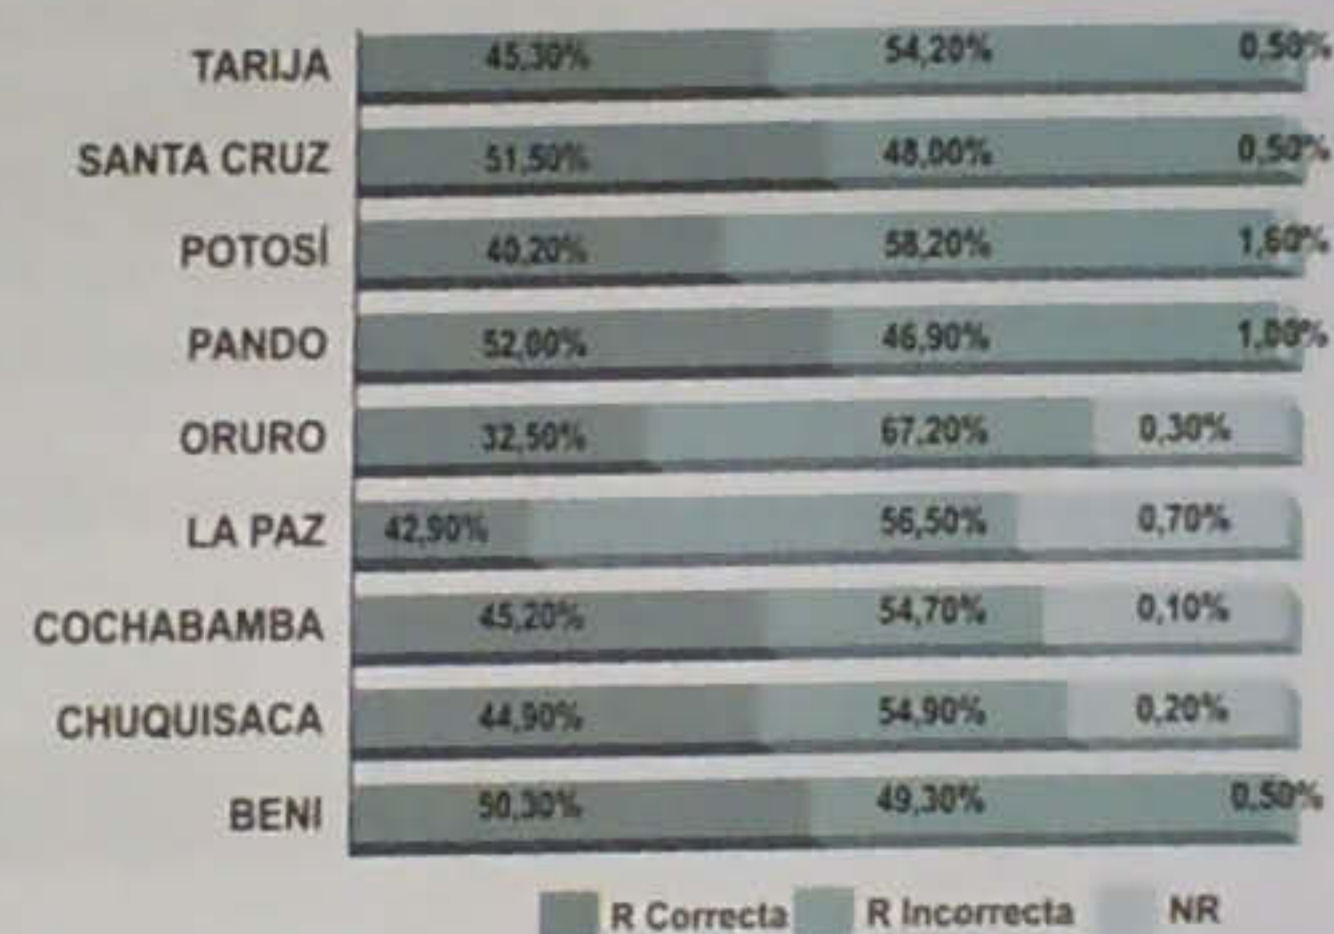 TARIJA 45,30% 54,20% 0,50%
SANTA CRUZ 51,50% 48,00% 0,50%
POTOSÍ 40,20% 58,20% 1,60%
PANDO 52,00% 46,90% 1,00%
ORURO 32,50% 67,20% 0,30%
LA PAZ 42,90% 56,50% 0,70%
COCHABAMBA 45,20% 54,70% 0,10%
CHUQUISACA 44,90% 54,90% 0,20%
BENI 50,30% 49,30% 0,50%
R Correcta R Incorrecta NR